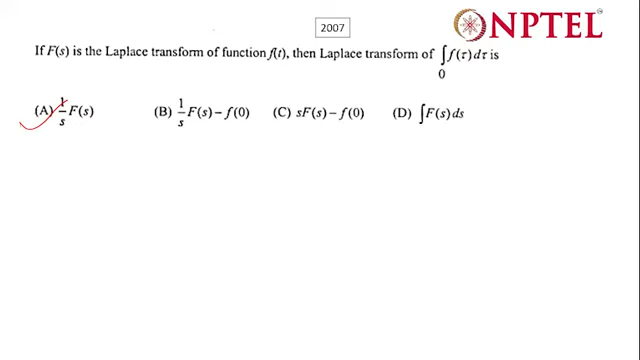 2007
NPTEL
If F(s) is the Laplace transform of function f(t), then Laplace transform of ∫₀ f(τ) dτ is
(A) 1/s F(s) (B) 1/s F(s) − f(0) (C) sF(s) − f(0) (D) ∫F(s) ds